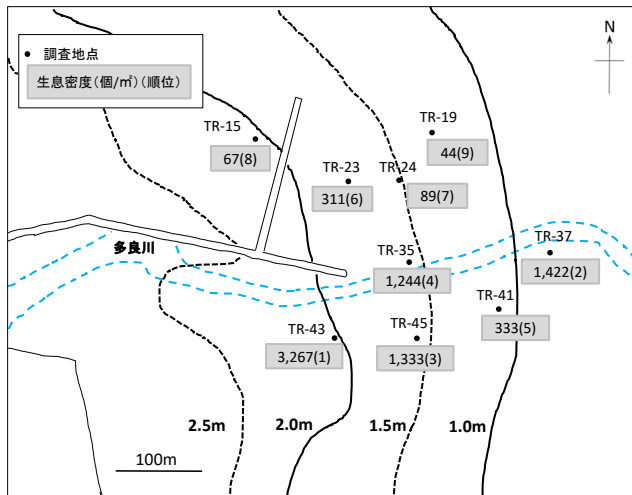 調査地点
生息密度(個/㎡)(順位)
N
TR-19
44(9)
TR-15
67(8)
TR-23
311(6)
TR-24
89(7)
TR-37
1,422(2)
多良川
TR-35
1,244(4)
TR-41
333(5)
TR-43
3,267(1)
TR-45
1,333(3)
2.5m
2.0m
1.5m
1.0m
100m